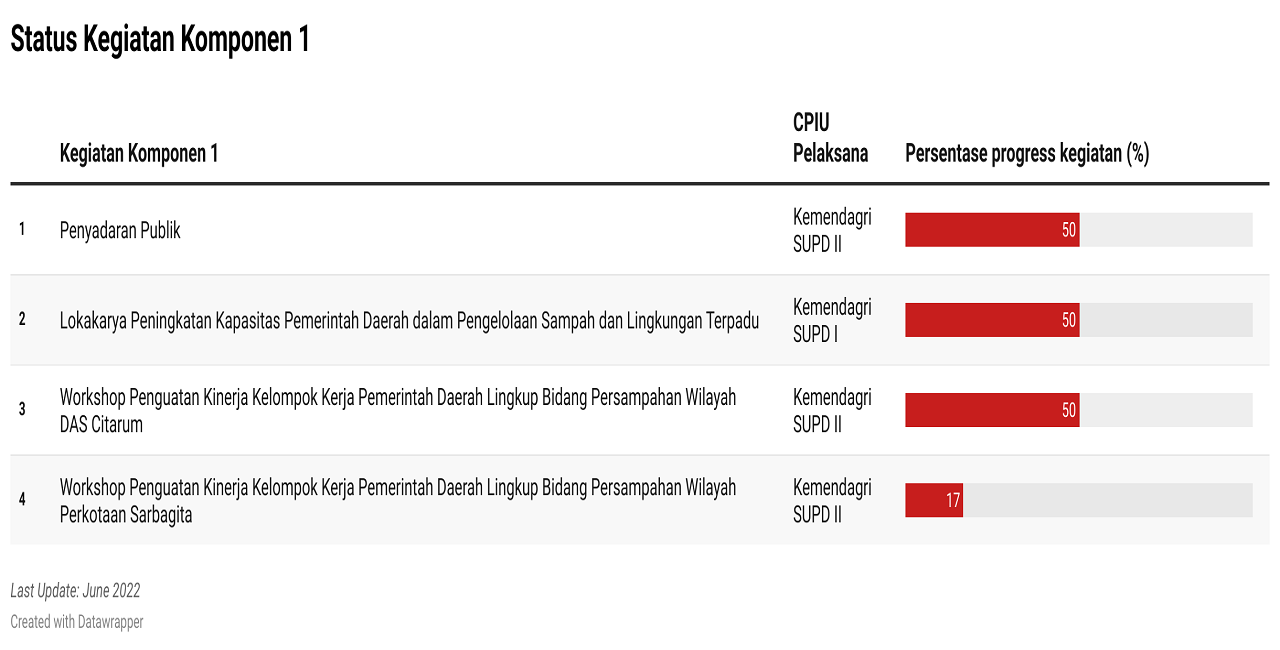 Status Kegiatan Komponen 1
Kegiatan Komponen 1
CPIU
Pelaksana
Persentase progress kegiatan (%)
1
Penyadaran Publik
Kemendagri
SUPD II
50
2
Lokakarya Peningkatan Kapasitas Pemerintah Daerah dalam Pengelolaan Sampah dan Lingkungan Terpadu
Kemendagri
SUPD I
50
3
Workshop Penguatan Kinerja Kelompok Kerja Pemerintah Daerah Lingkup Bidang Persampahan Wilayah
DAS Citarum
Kemendagri
SUPD II
50
4
Workshop Penguatan Kinerja Kelompok Kerja Pemerintah Daerah Lingkup Bidang Persampahan Wilayah
Perkotaan Sarbagita
Kemendagri
SUPD II
17
Last Update: June 2022
Created with Datawrapper